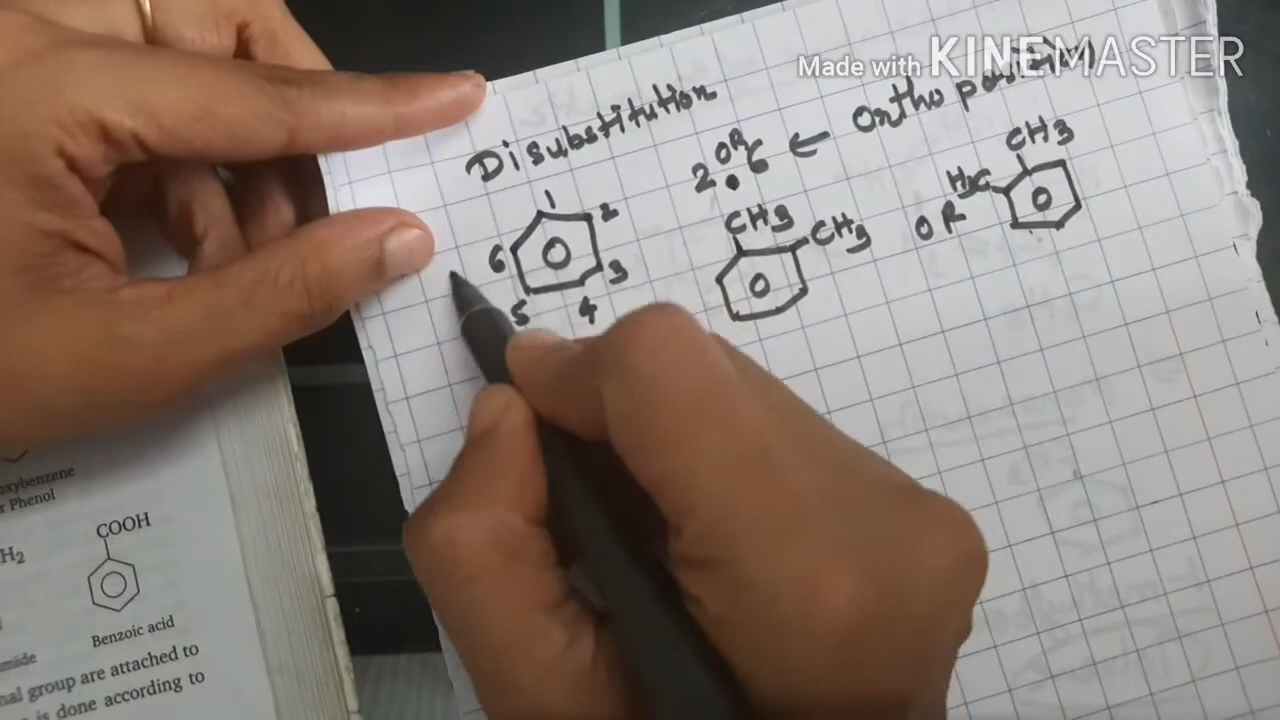 Made with KINEMASTER
Disubstitution
2 OR 6 ← Ortho position
1
2
3
4
5
6
CH3
CH3
OR
CH3
H3C
oxybenzene
r Phenol
H2
COOH
Benzoic acid
mide
nal group are attached to
is done according to